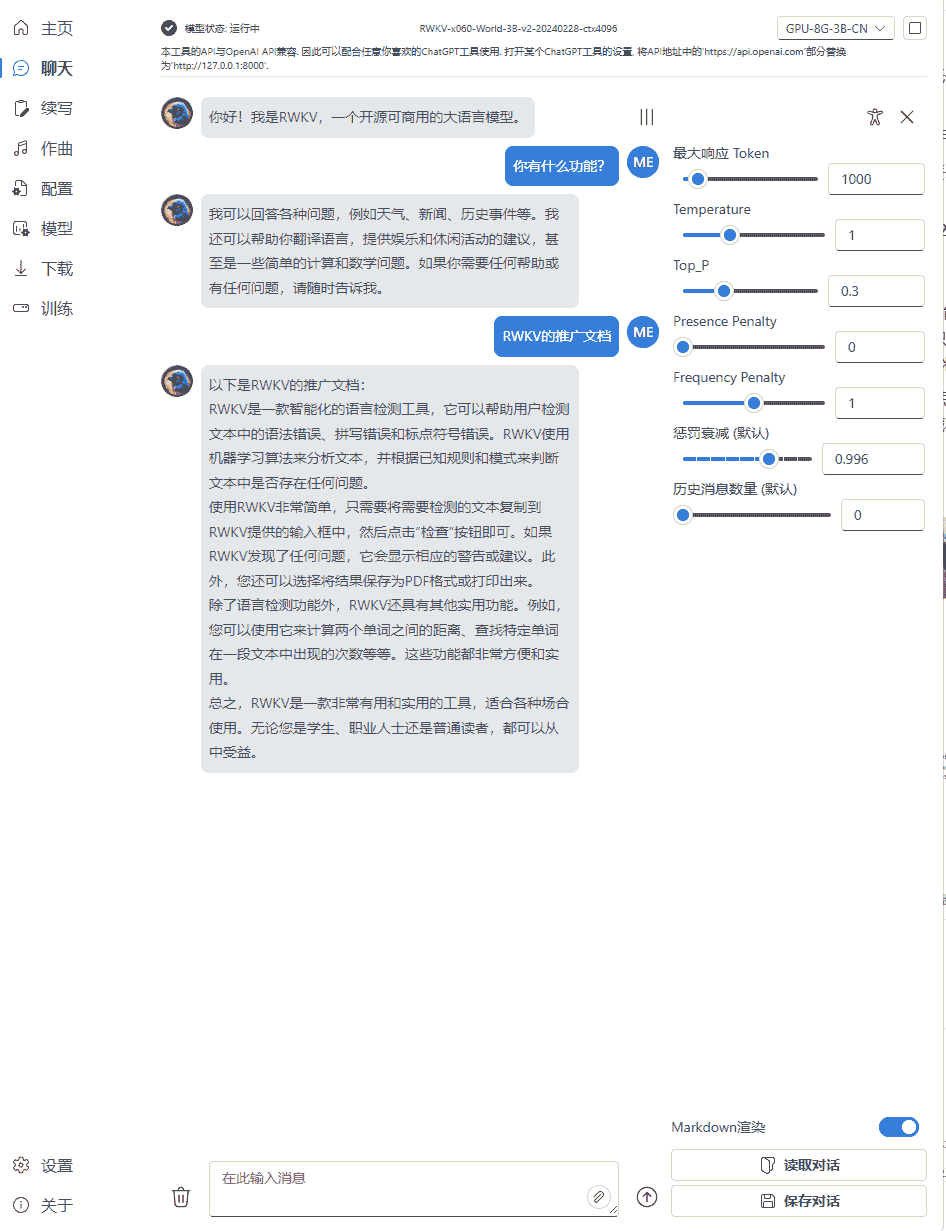 主页
聊天
续写
作曲
配置
模型
下载
训练
设置
关于
模型状态: 运行中
RWKV-x060-World-3B-v2-20240228-ctx4096
GPU-8G-3B-CN
本工具的API与OpenAI API兼容. 因此可以配合任意你喜欢的ChatGPT工具使用. 打开某个ChatGPT工具的设置, 将API地址中的'https://api.openai.com'部分替换
为'http://127.0.0.1:8000'.
你好！我是RWKV，一个开源可商用的大语言模型。
你有什么功能？
ME
我可以回答各种问题，例如天气、新闻、历史事件等。我
还可以帮助你翻译语言，提供娱乐和休闲活动的建议，甚
至是一些简单的计算和数学问题。如果你需要任何帮助或
有任何问题，请随时告诉我。
RWKV的推广文档
ME
以下是RWKV的推广文档：
RWKV是一款智能化的语言检测工具，它可以帮助用户检测
文本中的语法错误、拼写错误和标点符号错误。RWKV使用
机器学习算法来分析文本，并根据已知规则和模式来判断
文本中是否存在任何问题。
使用RWKV非常简单，只需要将需要检测的文本复制到
RWKV提供的输入框中，然后点击“检查”按钮即可。如果
RWKV发现了任何问题，它会显示相应的警告或建议。此
外，您还可以选择将结果保存为PDF格式或打印出来。
除了语言检测功能外，RWKV还具有其他实用功能。例如，
您可以使用它来计算两个单词之间的距离、查找特定单词
在一段文本中出现的次数等等。这些功能都非常方便和实
用。
总之，RWKV是一款非常有用和实用的工具，适合各种场合
使用。无论您是学生、职业人士还是普通读者，都可以从
中受益。
在此输入消息
最大响应 Token
1000
Temperature
1
Top_P
0.3
Presence Penalty
0
Frequency Penalty
1
惩罚衰减 (默认)
0.996
历史消息数量 (默认)
0
Markdown渲染
读取对话
保存对话